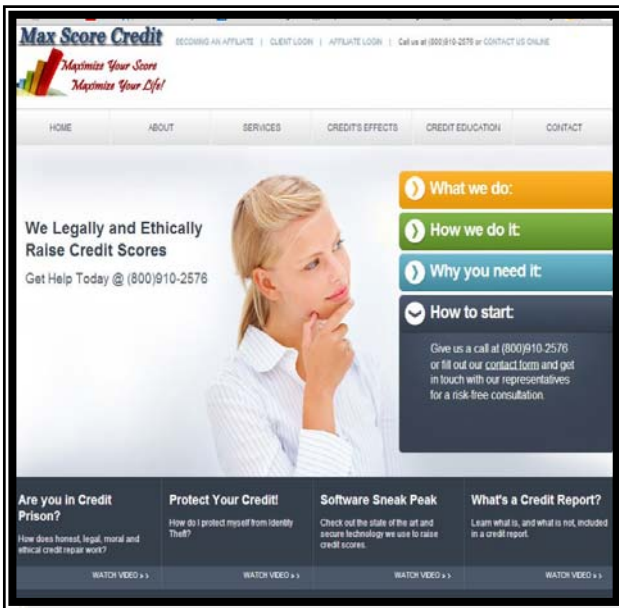 Max Score Credit
Maximize Your Score
Maximize Your Life!
BECOMING AN AFFILIATE | CLIENT LOGIN | AFFILIATE LOGIN | Call us at (800)910-2576 or CONTACT US ONLINE
HOME ABOUT SERVICES CREDIT'S EFFECTS CREDIT EDUCATION CONTACT
We Legally and Ethically
Raise Credit Scores
Get Help Today @ (800)910-2576
What we do:
How we do it:
Why you need it:
How to start:
Give us a call at (800)910-2576
or fill out our contact form and get
in touch with our representatives
for a risk-free consultation.
Are you in Credit
Prison?
How does honest, legal, moral and
ethical credit repair work?
WATCH VIDEO >>
Protect Your Credit!
How do I protect myself from Identity
Theft?
WATCH VIDEO >>
Software Sneak Peak
Check out the state of the art and
secure technology we use to raise
credit scores.
WATCH VIDEO >>
What's a Credit Report?
Learn what is, and what is not, included
in a credit report.
WATCH VIDEO >>